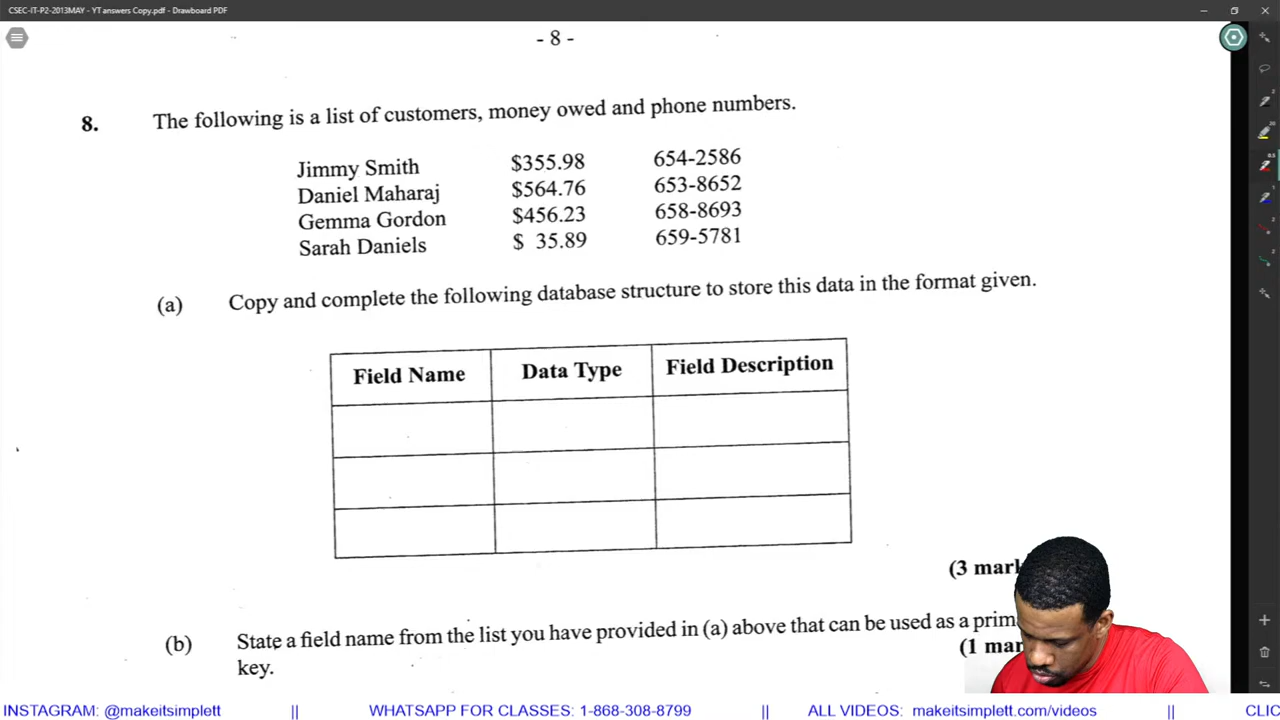 CSEC-IT-P2-2013MAY - YT answers Copy.pdf - Drawboard PDF
- 8 -
8. The following is a list of customers, money owed and phone numbers.
Jimmy Smith $355.98 654-2586
Daniel Maharaj $564.76 653-8652
Gemma Gordon $456.23 658-8693
Sarah Daniels $ 35.89 659-5781
(a) Copy and complete the following database structure to store this data in the format given.
Field Name Data Type Field Description
(3
(b) State a field name from the list you have provided in (a) above that can be used as a
key. (1
INSTAGRAM: @makeitsimplett || WHATSAPP FOR CLASSES: 1-868-308-8799 || ALL VIDEOS: makeitsimplett.com/videos ||